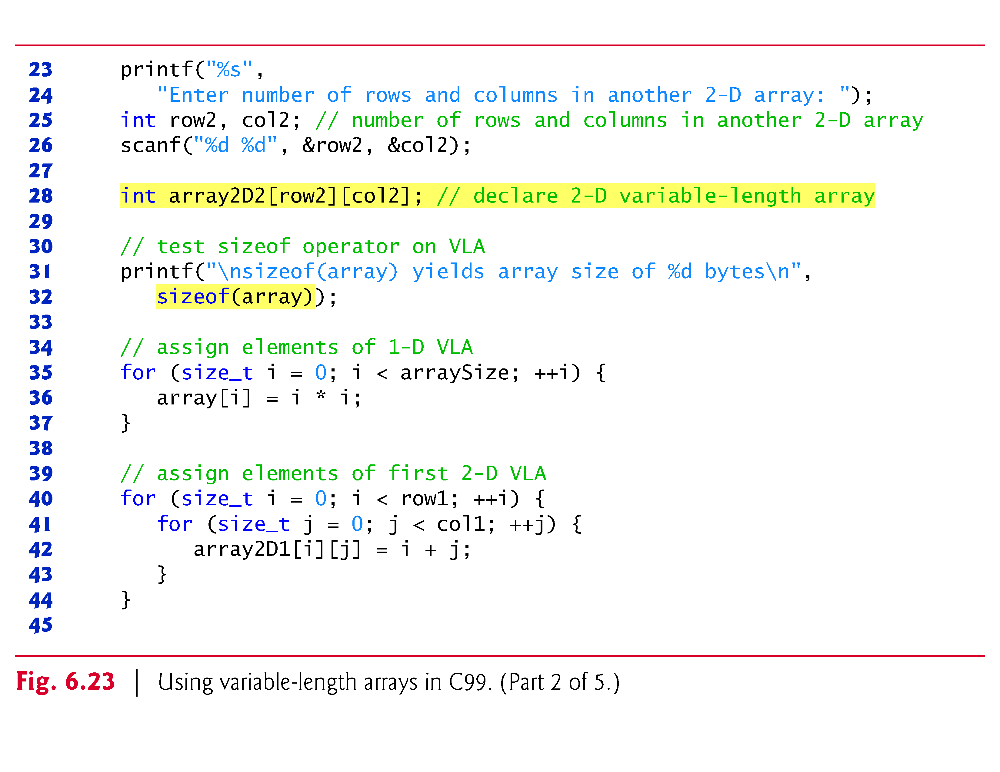 23 printf("%s",
24 "Enter number of rows and columns in another 2-D array: ");
25 int row2, col2; // number of rows and columns in another 2-D array
26 scanf("%d %d", &row2, &col2);
27
28 int array2D2[row2][col2]; // declare 2-D variable-length array
29
30 // test sizeof operator on VLA
31 printf("\nsizeof(array) yields array size of %d bytes\n",
32 sizeof(array));
33
34 // assign elements of 1-D VLA
35 for (size_t i = 0; i < arraySize; ++i) {
36 array[i] = i * i;
37 }
38
39 // assign elements of first 2-D VLA
40 for (size_t i = 0; i < row1; ++i) {
41 for (size_t j = 0; j < col1; ++j) {
42 array2D1[i][j] = i + j;
43 }
44 }
45
Fig. 6.23 | Using variable-length arrays in C99. (Part 2 of 5.)